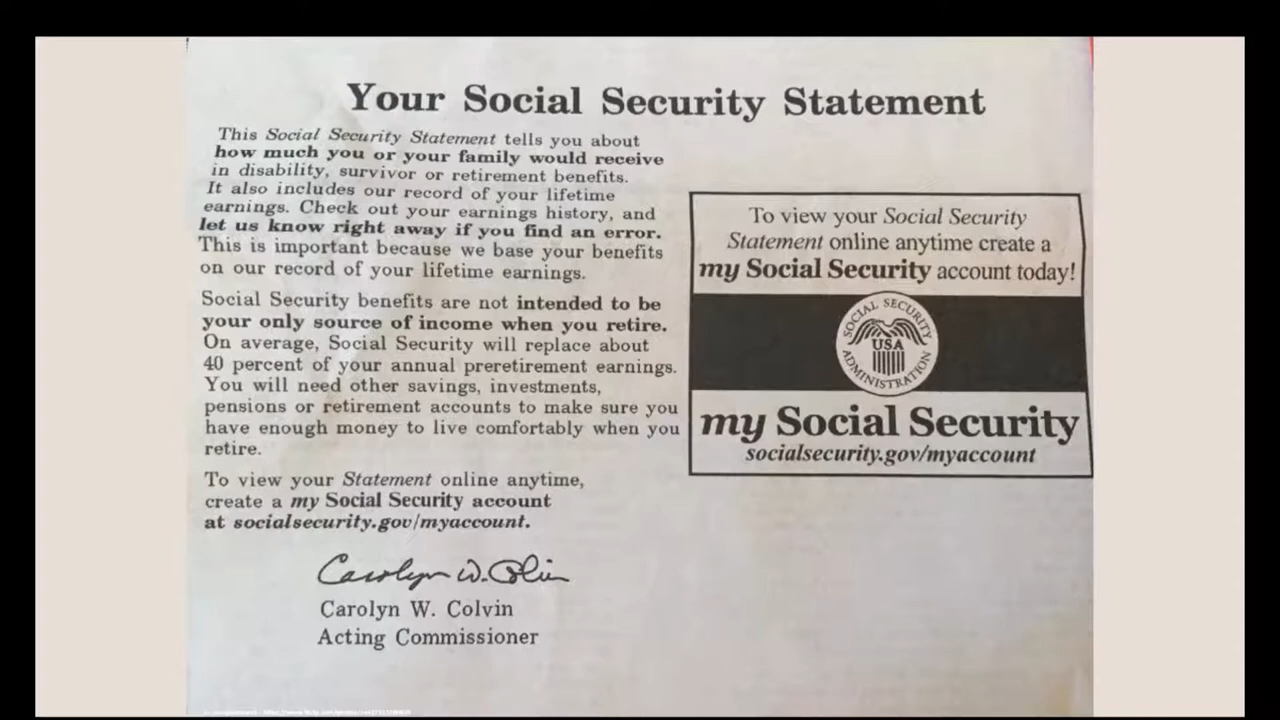 Your Social Security Statement
This Social Security Statement tells you about
how much you or your family would receive
in disability, survivor or retirement benefits.
It also includes our record of your lifetime
earnings. Check out your earnings history, and
let us know right away if you find an error.
This is important because we base your benefits
on our record of your lifetime earnings.
Social Security benefits are not intended to be
your only source of income when you retire.
On average, Social Security will replace about
40 percent of your annual preretirement earnings.
You will need other savings, investments,
pensions or retirement accounts to make sure you
have enough money to live comfortably when you
retire.
To view your Statement online anytime,
create a my Social Security account
at socialsecurity.gov/myaccount.
Carolyn W. Colvin
Carolyn W. Colvin
Acting Commissioner
To view your Social Security
Statement online anytime create a
my Social Security account today!
SOCIAL SECURITY
USA
ADMINISTRATION
my Social Security
socialsecurity.gov/myaccount